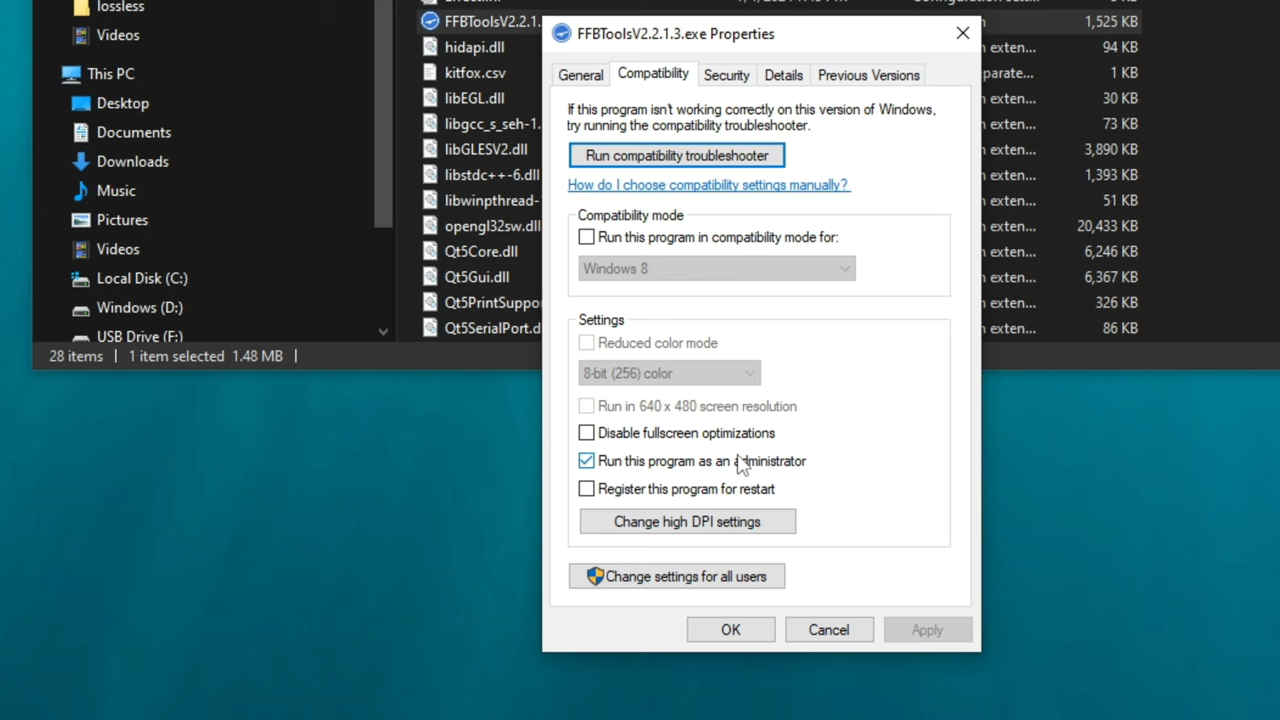 lossless
Videos
This PC
Desktop
Documents
Downloads
Music
Pictures
Videos
Local Disk (C:)
Windows (D:)
USB Drive (F:)
28 items | 1 item selected 1.48 MB |
FFBToolsV2.2.1. 1,525 KB
hidapi.dll n exten... 94 KB
kitfox.csv parate... 1 KB
libEGL.dll n exten... 30 KB
libgcc_s_seh-1. n exten... 73 KB
libGLESV2.dll n exten... 3,890 KB
libstdc++-6.dll n exten... 1,393 KB
libwinpthread- n exten... 51 KB
opengl32sw.dll n exten... 20,433 KB
Qt5Core.dll n exten... 6,246 KB
Qt5Gui.dll n exten... 6,367 KB
Qt5PrintSuppo n exten... 326 KB
Qt5SerialPort.d n exten... 86 KB
FFBToolsV2.2.1.3.exe Properties
General Compatibility Security Details Previous Versions
If this program isn't working correctly on this version of Windows,
try running the compatibility troubleshooter.
Run compatibility troubleshooter
How do I choose compatibility settings manually?
Compatibility mode
Run this program in compatibility mode for:
Windows 8
Settings
Reduced color mode
8-bit (256) color
Run in 640 x 480 screen resolution
Disable fullscreen optimizations
Run this program as an administrator
Register this program for restart
Change high DPI settings
Change settings for all users
OK Cancel Apply